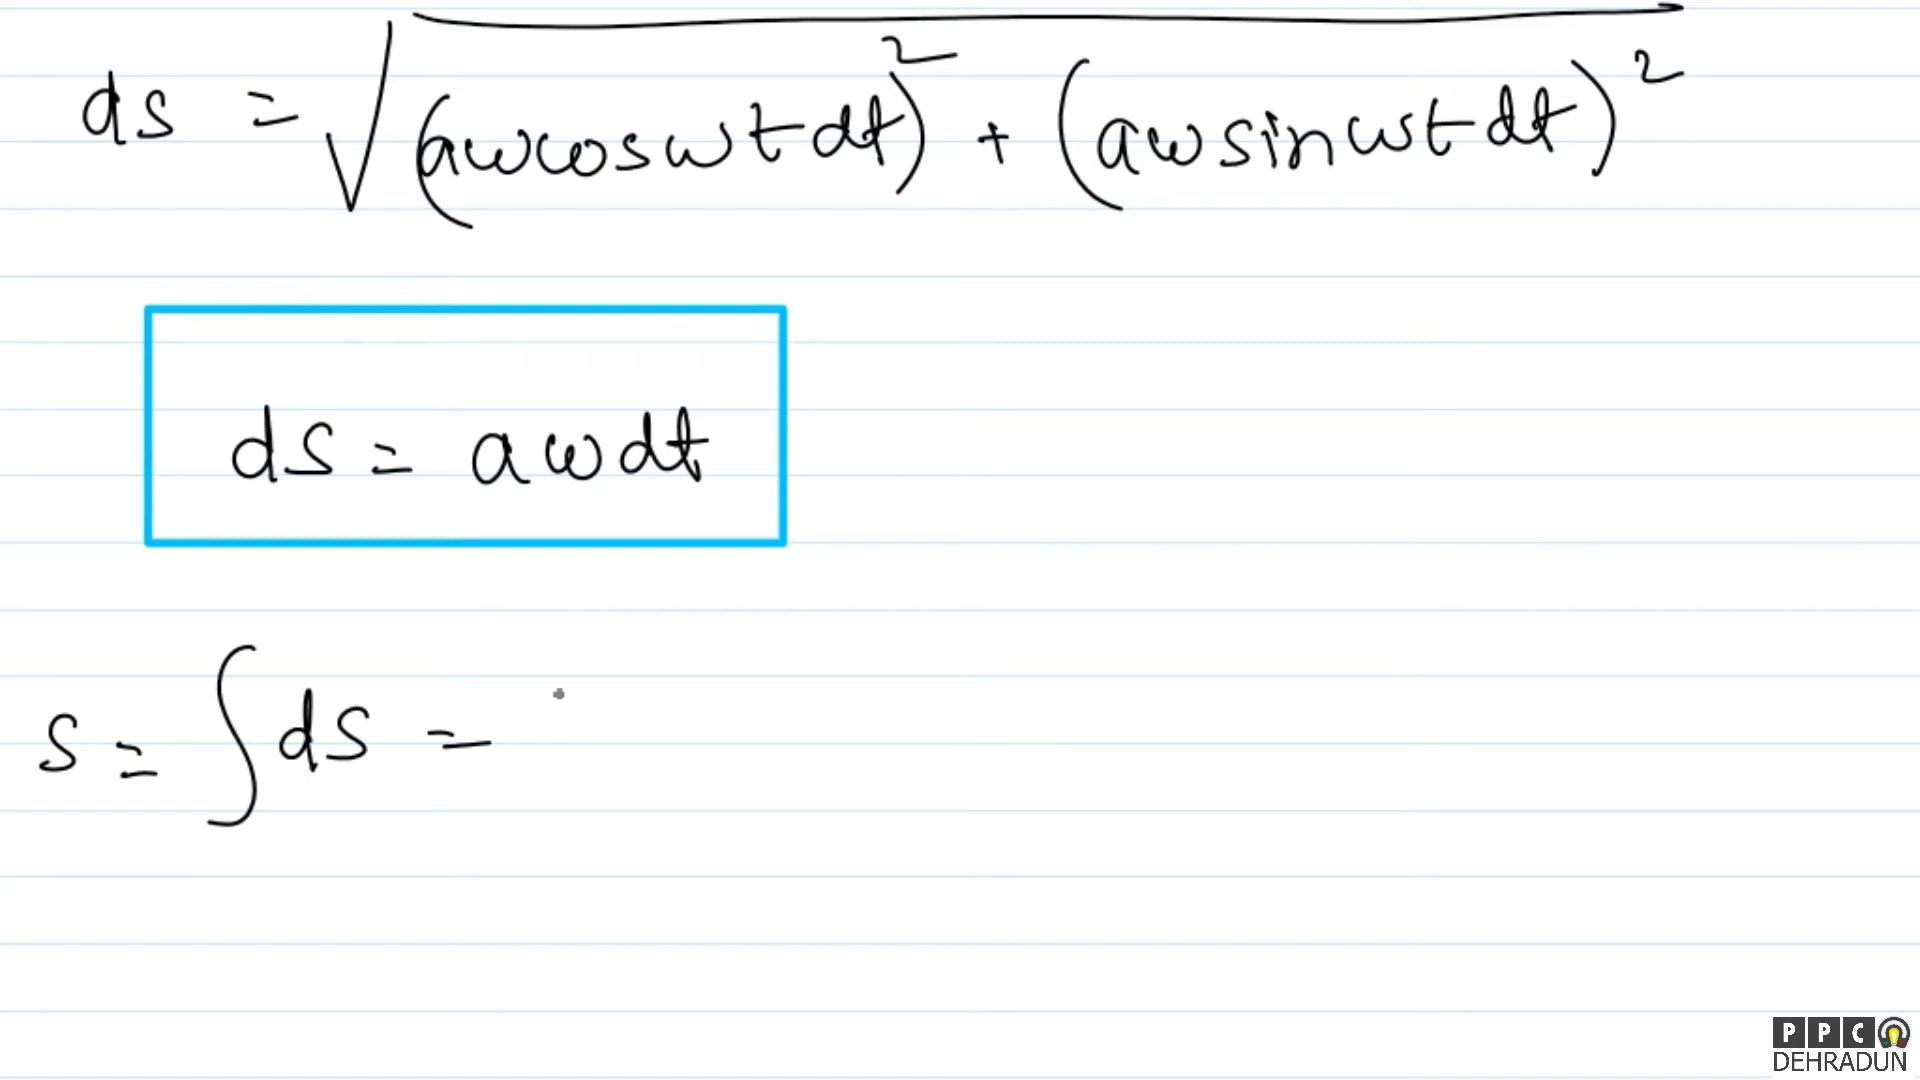 ds = √(aωcosωt dt)² + (aωsinωt dt)²
ds = aωdt
s = ∫ds =
PPC
DEHRADUN